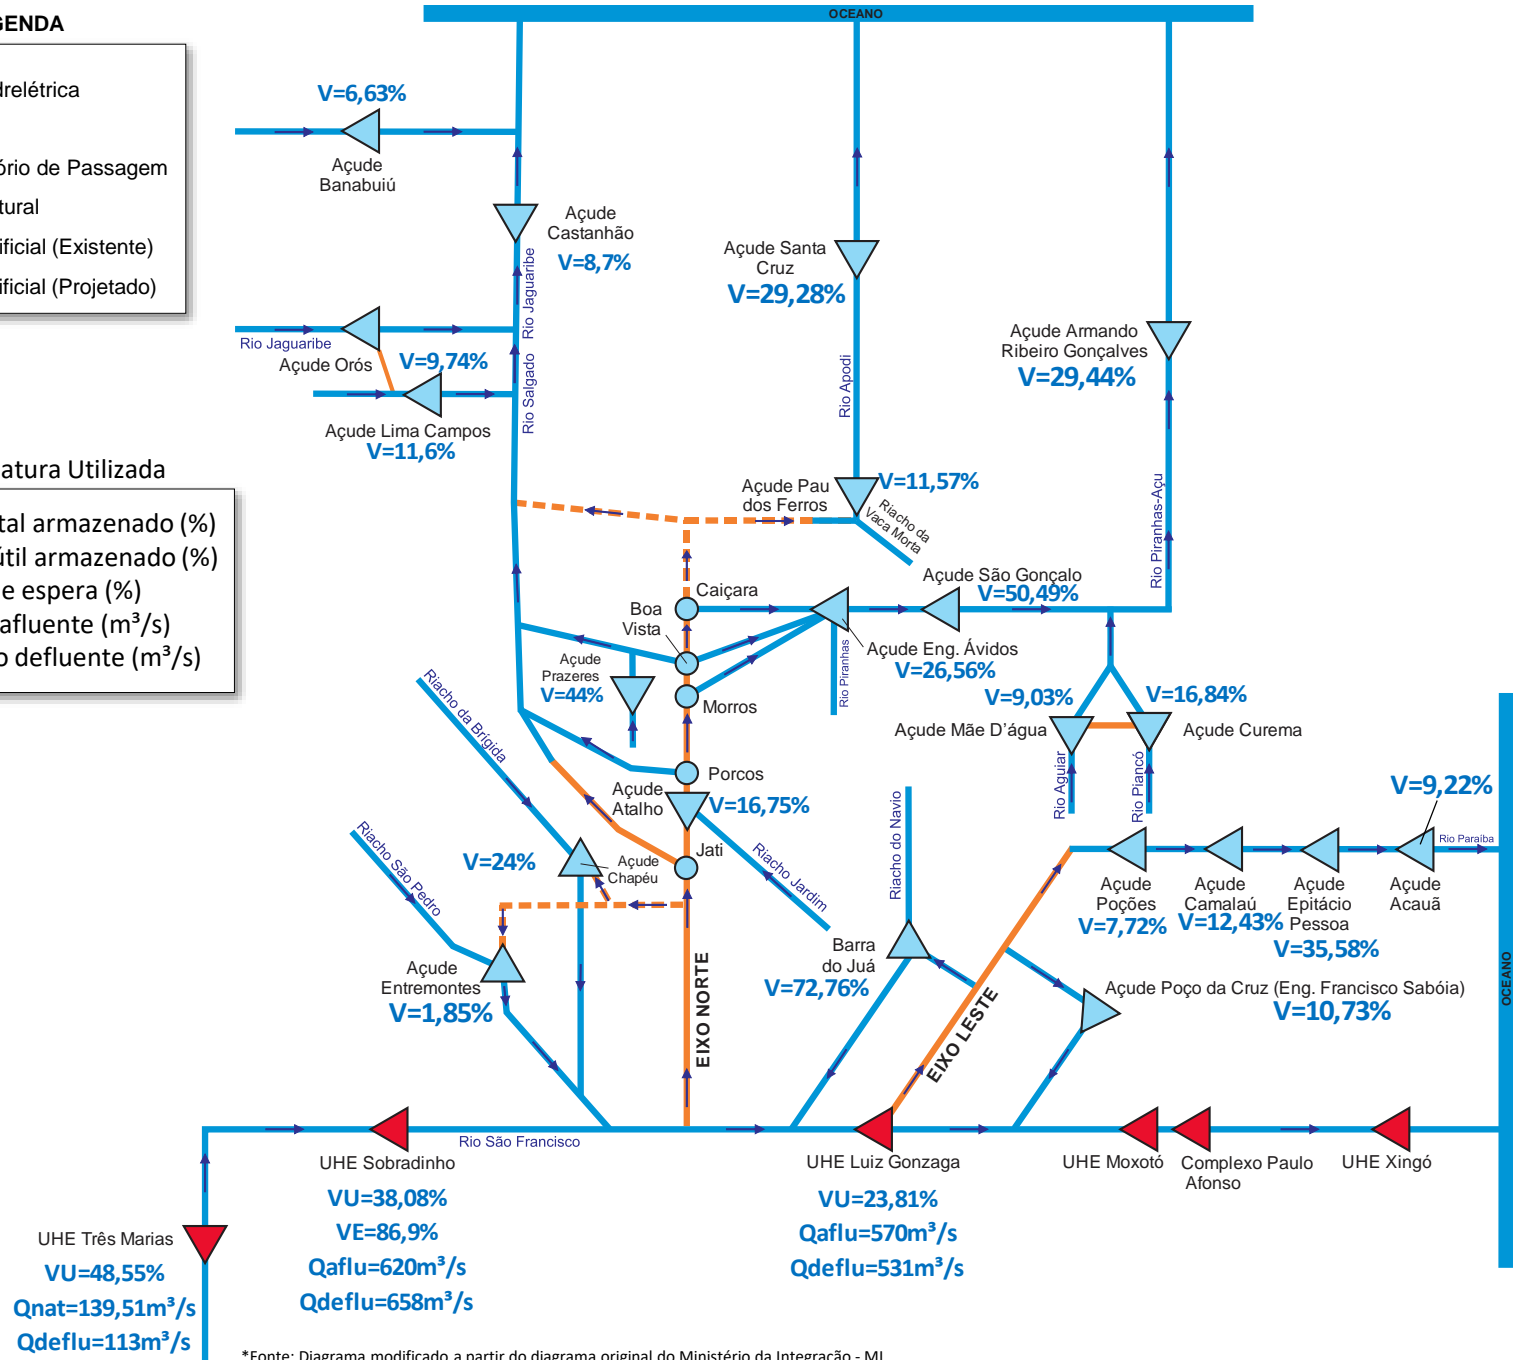 OCEANO
GENDA
drelétrica
ório de Passagem
tural
ificial (Existente)
ificial (Projetado)
V=6,63%
Açude
Banabuiú
Açude
Castanhão
V=8,7%
Rio Jaguaribe
Açude Santa
Cruz
V=29,28%
Rio Apodi
Açude Armando
Ribeiro Gonçalves
V=29,44%
Rio Jaguaribe
Açude Orós
V=9,74%
Rio Salgado
Açude Lima Campos
V=11,6%
atura Utilizada
tal armazenado (%)
útil armazenado (%)
e espera (%)
afluente (m³/s)
o defluente (m³/s)
Açude Pau
dos Ferros
V=11,57%
Riacho da
Vaca Morta
Rio Piranhas-Açu
Açude São Gonçalo
V=50,49%
Caiçara
Boa
Vista
Açude Eng. Ávidos
V=26,56%
Rio Piranhas
Açude
Prazeres
V=44%
Morros
V=9,03%
V=16,84%
Açude Mãe D'água
Açude Curema
Rio Aguiar
Rio Piancó
Riacho da Brígida
Porcos
Açude
Atalho
V=16,75%
Riacho do Navio
V=9,22%
Rio Paraíba
Riacho São Pedro
V=24%
Açude
Chapéu
Jati
Riacho Jardim
Açude
Poções
V=7,72%
Açude
Camalaú
V=12,43%
Açude
Epitácio
Pessoa
V=35,58%
Açude
Acauã
Açude
Entremontes
V=1,85%
Barra
do Juá
V=72,76%
EIXO NORTE
EIXO LESTE
Açude Poço da Cruz (Eng. Francisco Sabóia)
V=10,73%
OCEANO
Rio São Francisco
UHE Sobradinho
VU=38,08%
VE=86,9%
Qaflu=620m³/s
Qdeflu=658m³/s
UHE Luiz Gonzaga
VU=23,81%
Qaflu=570m³/s
Qdeflu=531m³/s
UHE Moxotó
Complexo Paulo
Afonso
UHE Xingó
UHE Três Marias
VU=48,55%
Qnat=139,51m³/s
Qdeflu=113m³/s
*Fonte: Diagrama modificado a partir do diagrama original do Ministério da Integração - MI